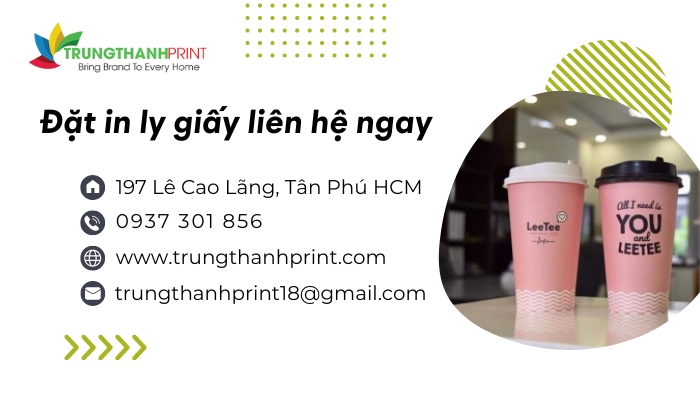 TRUNGTHANHPRINT
Bring Brand To Every Home
Đặt in ly giấy liên hệ ngay
197 Lê Cao Lãng, Tân Phú HCM
0937 301 856
www.trungthanhprint.com
trungthanhprint18@gmail.com
LeeTee
All I need is
YOU
and
LEETEE